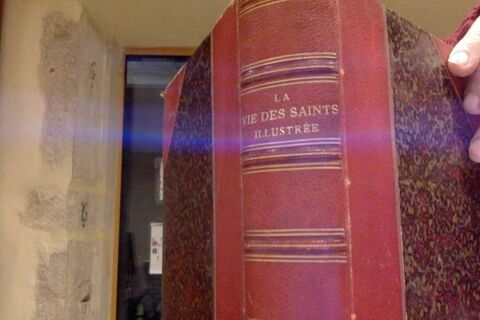 LA
VIE DES SAINTS
ILLUSTRÉE